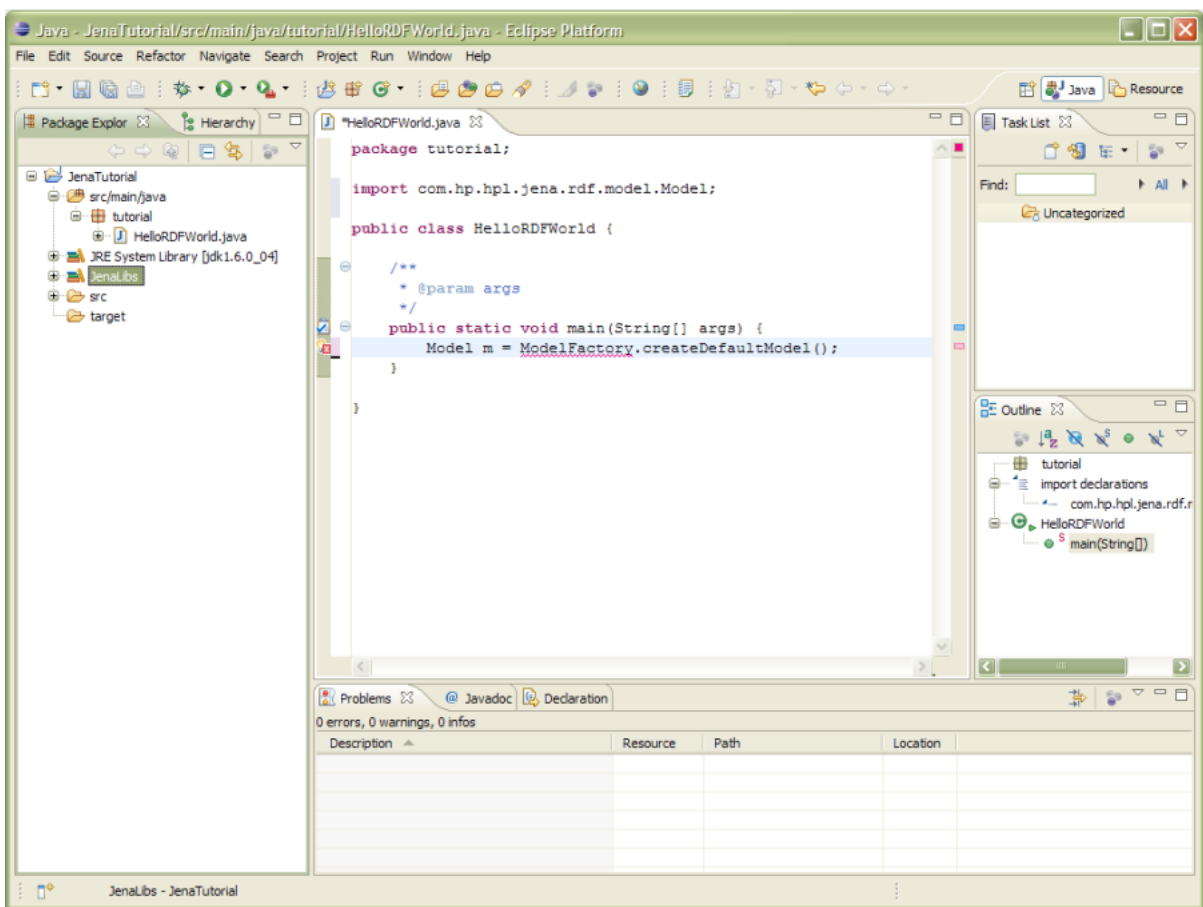 Java - JenaTutorial/src/main/java/tutorial/HelloRDFWorld.java - Eclipse Platform
File Edit Source Refactor Navigate Search Project Run Window Help
Java
Resource
Package Explor
Hierarchy
JenaTutorial
src/main/java
tutorial
HelloRDFWorld.java
JRE System Library [jdk1.6.0_04]
JenaLibs
src
target
*HelloRDFWorld.java
package tutorial;
import com.hp.hpl.jena.rdf.model.Model;
public class HelloRDFWorld {
/**
* @param args
*/
public static void main(String[] args) {
Model m = ModelFactory.createDefaultModel();
}
}
Task List
Find:
All
Uncategorized
Outline
tutorial
import declarations
com.hp.hpl.jena.rdf.r
HelloRDFWorld
S main(String[])
Problems
@ Javadoc
Declaration
0 errors, 0 warnings, 0 infos
Description Resource Path Location
JenaLibs - JenaTutorial